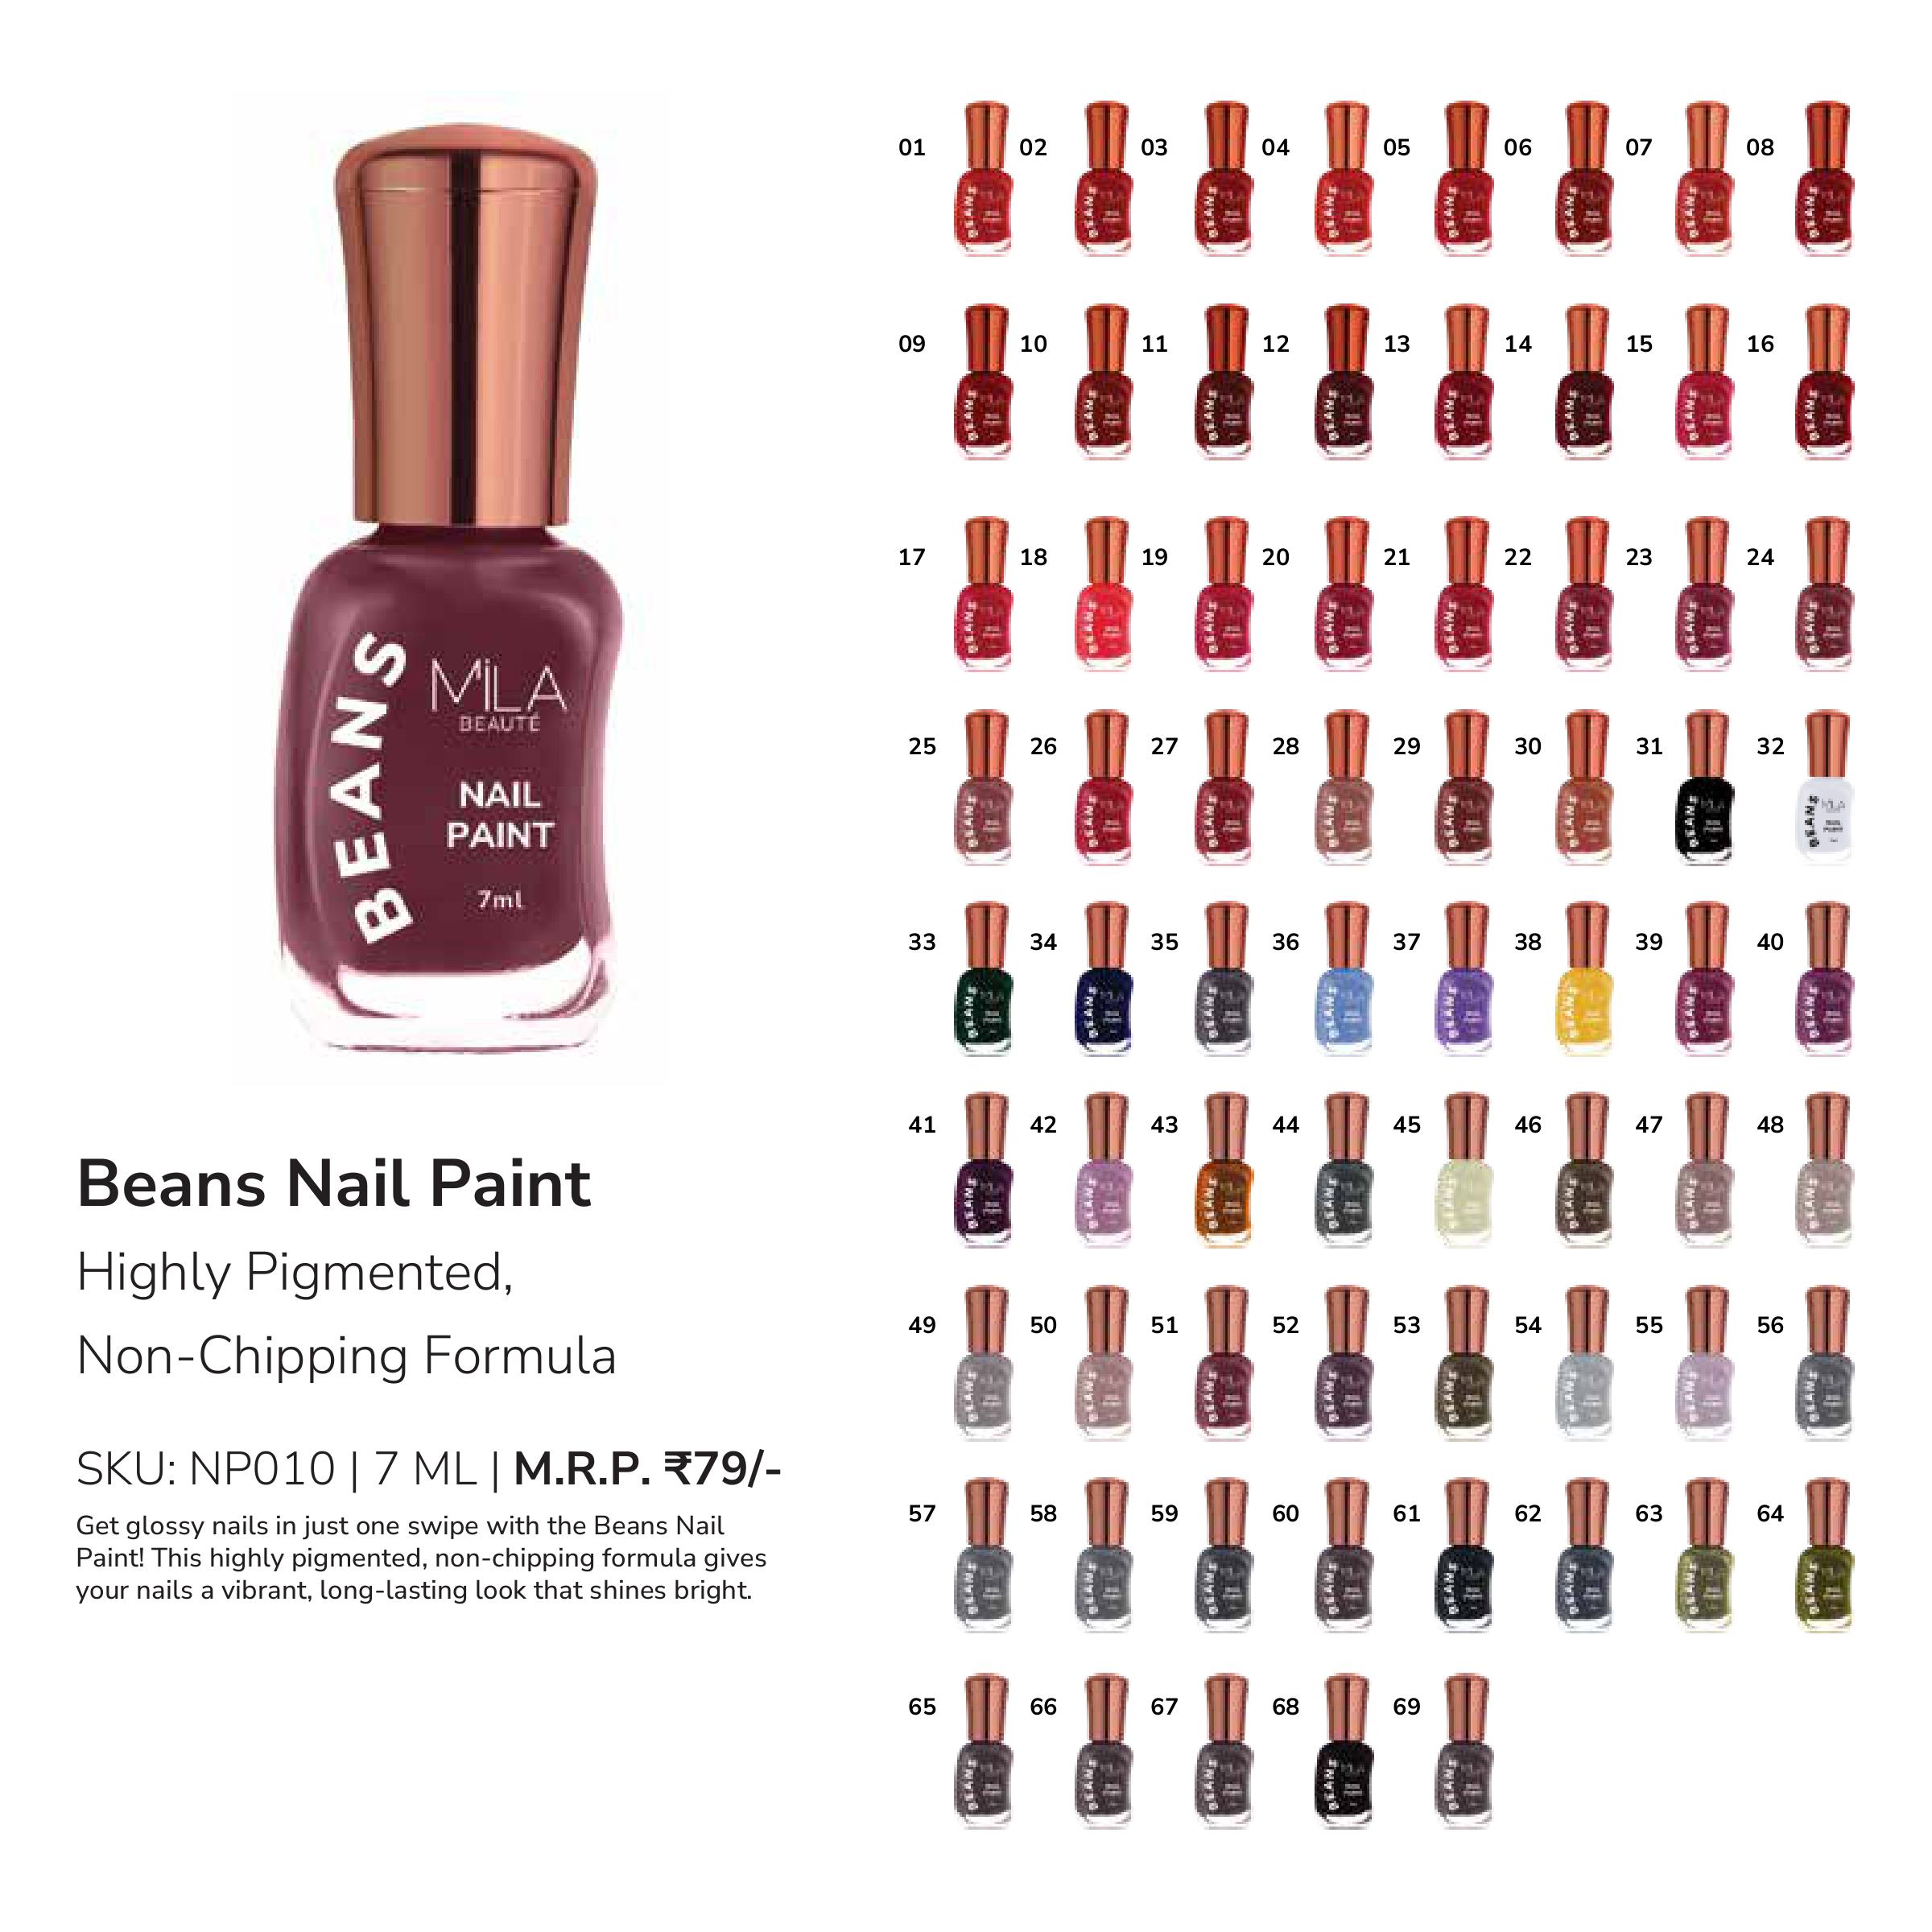 BEANS
MiLA
BEAUTÉ
NAIL
PAINT
7ml
Beans Nail Paint
Highly Pigmented,
Non-Chipping Formula
SKU: NP010 | 7 ML | M.R.P. ₹79/-
Get glossy nails in just one swipe with the Beans Nail
Paint! This highly pigmented, non-chipping formula gives
your nails a vibrant, long-lasting look that shines bright.
01 02 03 04 05 06 07 08
09 10 11 12 13 14 15 16
17 18 19 20 21 22 23 24
25 26 27 28 29 30 31 32
33 34 35 36 37 38 39 40
41 42 43 44 45 46 47 48
49 50 51 52 53 54 55 56
57 58 59 60 61 62 63 64
65 66 67 68 69